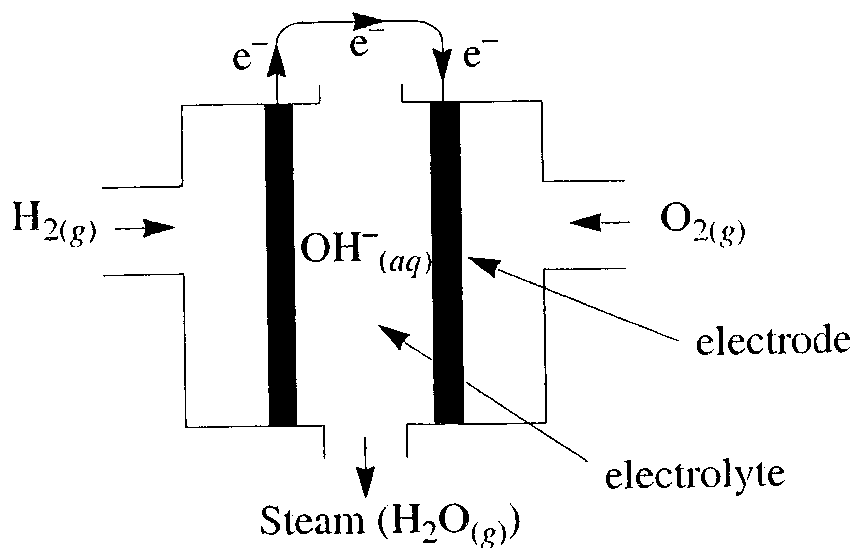 e⁻ e⁻ e⁻
H₂(g) OH⁻(aq) O₂(g)
electrode
electrolyte
Steam (H₂O(g))